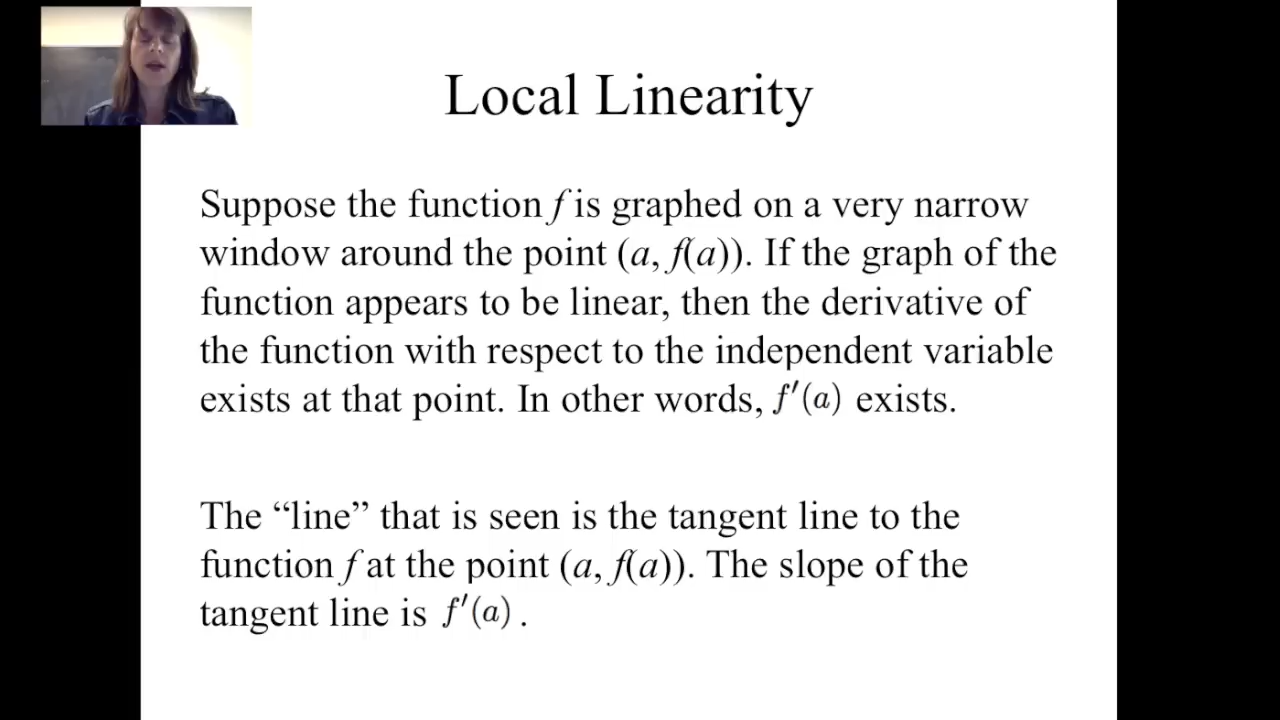 Local Linearity
Suppose the function f is graphed on a very narrow
window around the point (a, f(a)). If the graph of the
function appears to be linear, then the derivative of
the function with respect to the independent variable
exists at that point. In other words, f′(a) exists.
The “line” that is seen is the tangent line to the
function f at the point (a, f(a)). The slope of the
tangent line is f′(a) .